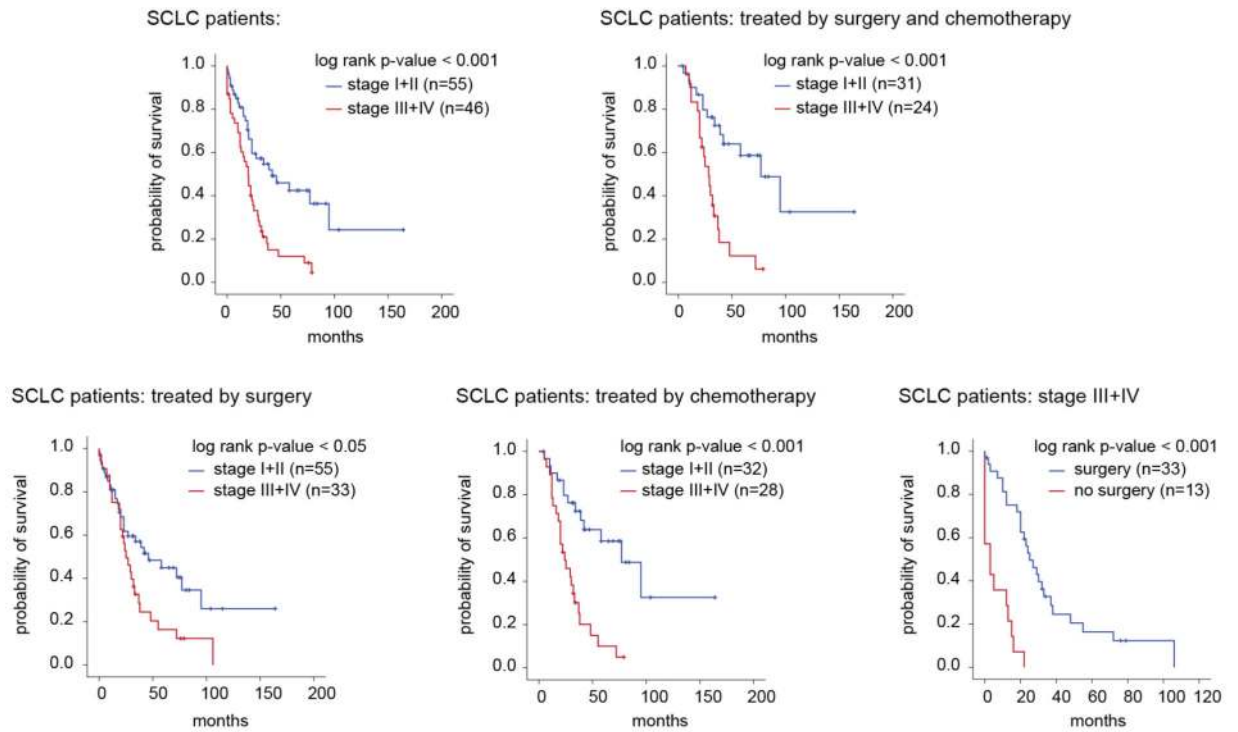 SCLC patients:
log rank p-value < 0.001
stage I+II (n=55)
stage III+IV (n=46)
probability of survival
1.0
0.8
0.6
0.4
0.2
0.0
0 50 100 150 200
months
SCLC patients: treated by surgery and chemotherapy
log rank p-value < 0.001
stage I+II (n=31)
stage III+IV (n=24)
probability of survival
1.0
0.8
0.6
0.4
0.2
0.0
0 50 100 150 200
months
SCLC patients: treated by surgery
log rank p-value < 0.05
stage I+II (n=55)
stage III+IV (n=33)
probability of survival
1.0
0.8
0.6
0.4
0.2
0.0
0 50 100 150 200
months
SCLC patients: treated by chemotherapy
log rank p-value < 0.001
stage I+II (n=32)
stage III+IV (n=28)
probability of survival
1.0
0.8
0.6
0.4
0.2
0.0
0 50 100 150 200
months
SCLC patients: stage III+IV
log rank p-value < 0.001
surgery (n=33)
no surgery (n=13)
probability of survival
1.0
0.8
0.6
0.4
0.2
0.0
0 20 40 60 80 100 120
months